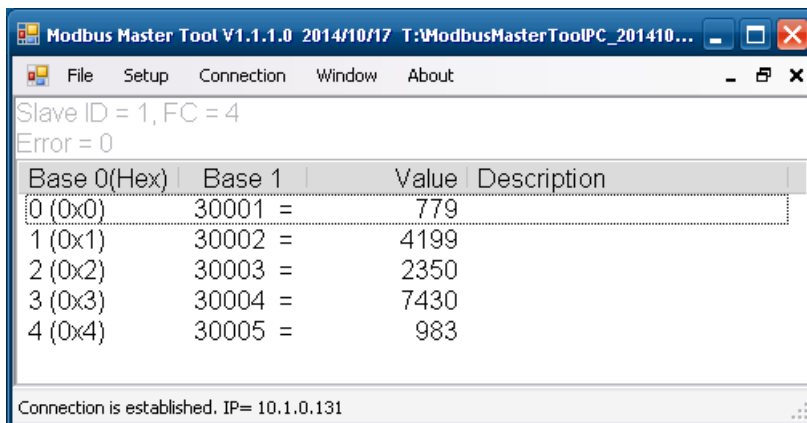 Modbus Master Tool V1.1.1.0 2014/10/17 T:\ModbusMasterToolPC_201410...
File Setup Connection Window About
Slave ID = 1, FC = 4
Error = 0
Base 0(Hex) Base 1 Value Description
0 (0x0) 30001 = 779
1 (0x1) 30002 = 4199
2 (0x2) 30003 = 2350
3 (0x3) 30004 = 7430
4 (0x4) 30005 = 983
Connection is established. IP= 10.1.0.131